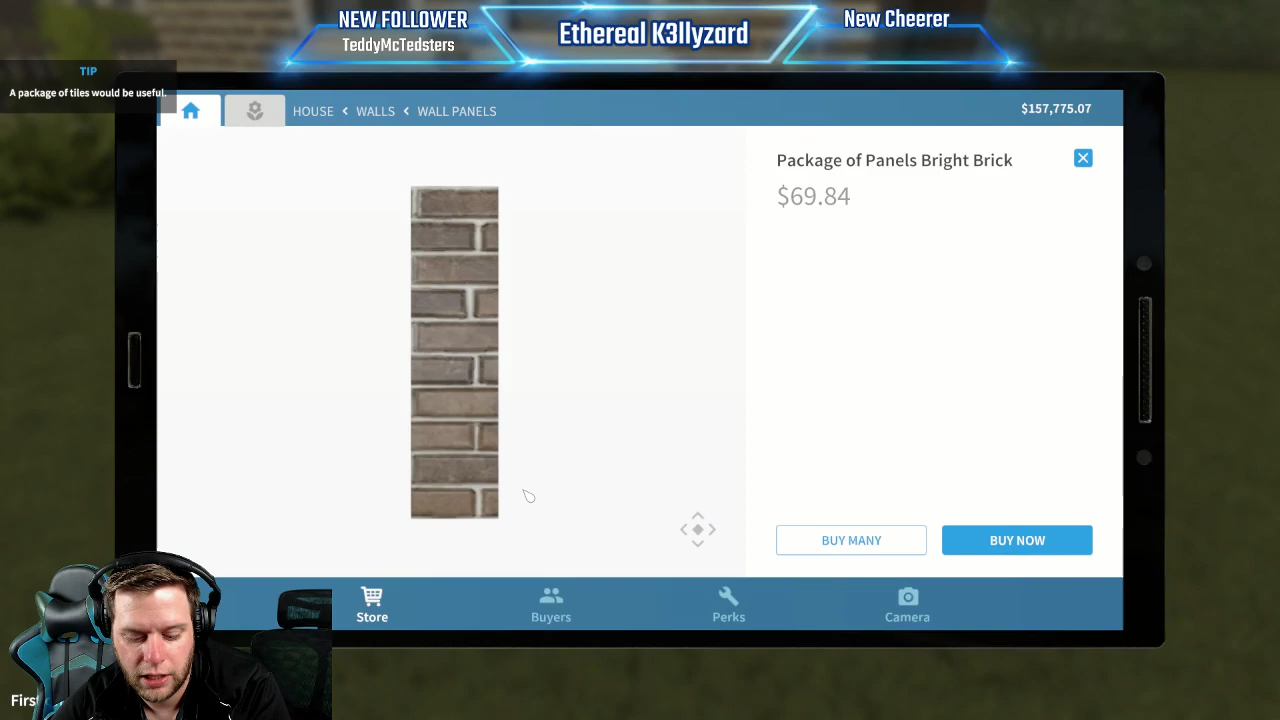 NEW FOLLOWER
TeddyMcTedsters
Ethereal K3llyzard
New Cheerer
TIP
A package of tiles would be useful.
HOUSE < WALLS < WALL PANELS
$157,775.07
Package of Panels Bright Brick
$69.84
BUY MANY
BUY NOW
Store
Buyers
Perks
Camera